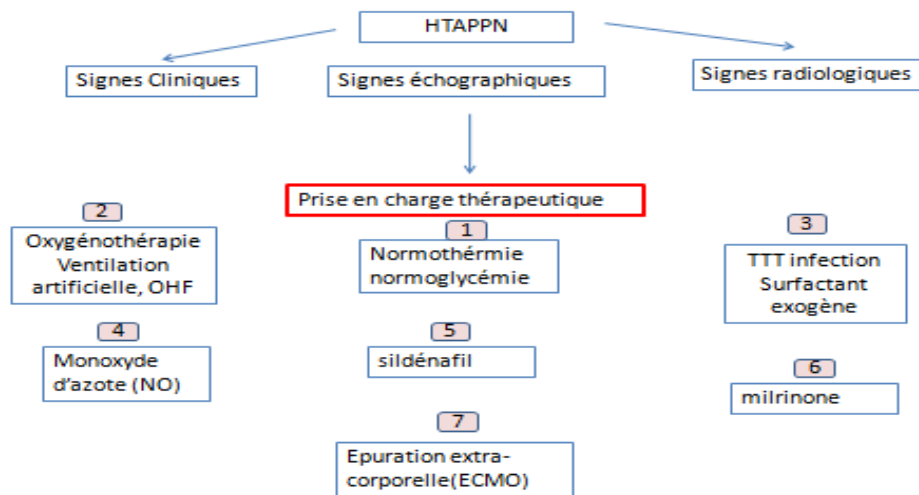 HTAPPN
Signes Cliniques
Signes échographiques
Signes radiologiques
Prise en charge thérapeutique
1
Normothérmie
normoglycémie
2
Oxygénothérapie
Ventilation
artificielle, OHF
3
TTT infection
Surfactant
exogène
4
Monoxyde
d'azote (NO)
5
sildénafil
6
milrinone
7
Epuration extra-
corporelle(ECMO)